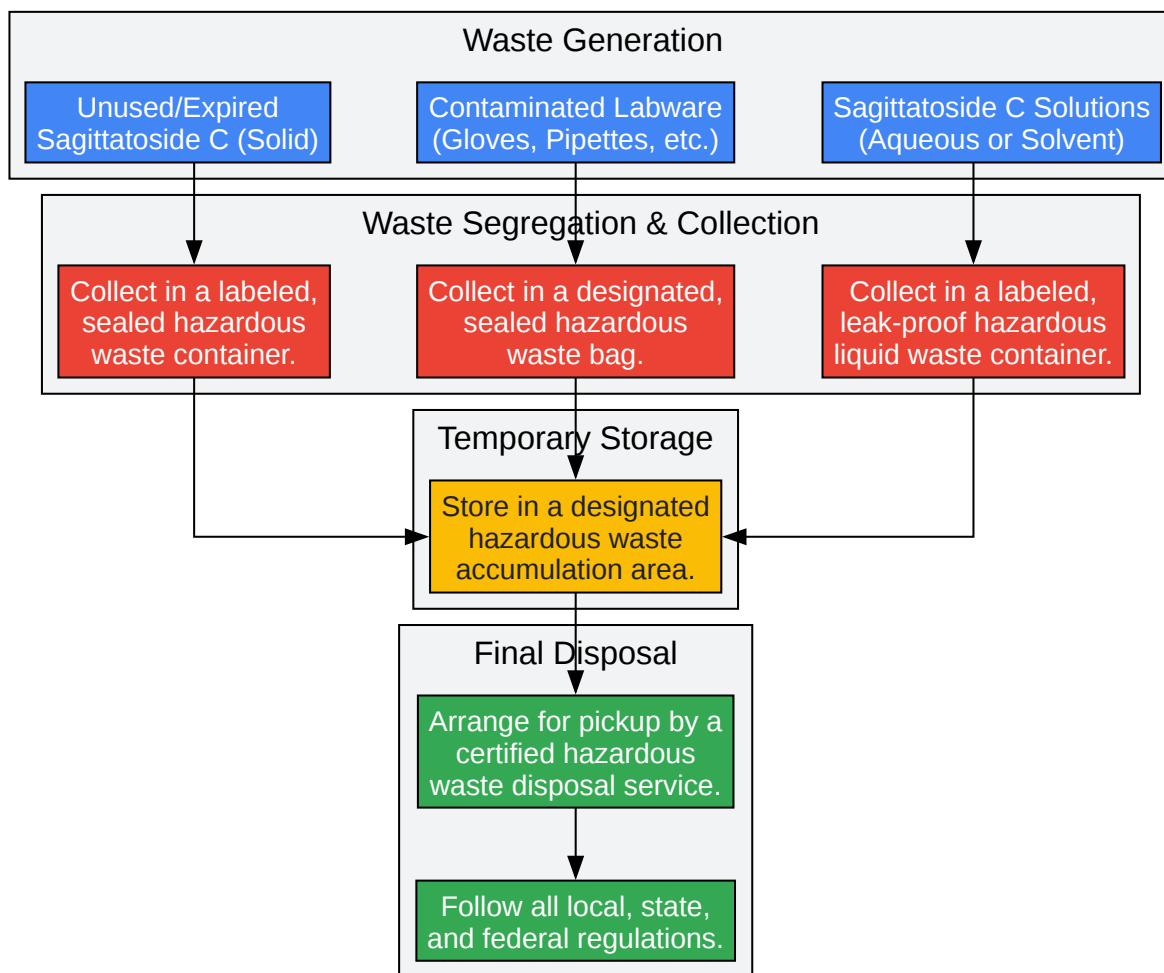 Waste Generation
Unused/Expired
Sagittatoside C (Solid)
Contaminated Labware
(Gloves, Pipettes, etc.)
Sagittatoside C Solutions
(Aqueous or Solvent)
Waste Segregation & Collection
Collect in a labeled,
sealed hazardous
waste container.
Collect in a designated,
sealed hazardous
waste bag.
Collect in a labeled,
leak-proof hazardous
liquid waste container.
Temporary Storage
Store in a designated
hazardous waste
accumulation area.
Final Disposal
Arrange for pickup by a
certified hazardous
waste disposal service.
Follow all local, state,
and federal regulations.